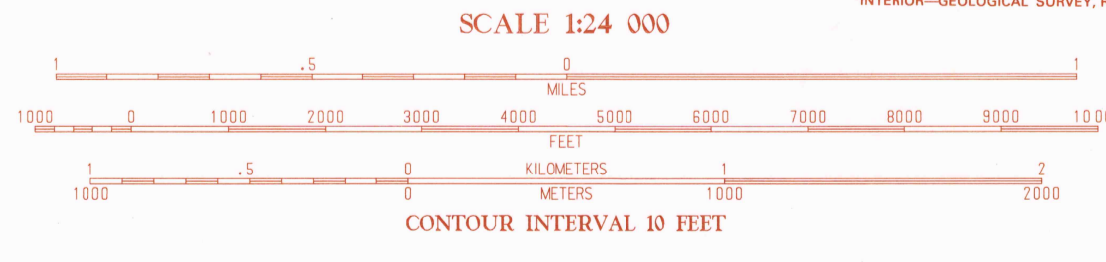 INTERIOR—GEOLOGICAL SURVEY,
SCALE 1:24 000
1 .5 0 1
MILES
1000 0 1000 2000 3000 4000 5000 6000 7000 8000 9000
FEET
1 .5 0 KILOMETERS 1 2
1000 0 METERS 1000 2000
CONTOUR INTERVAL 10 FEET